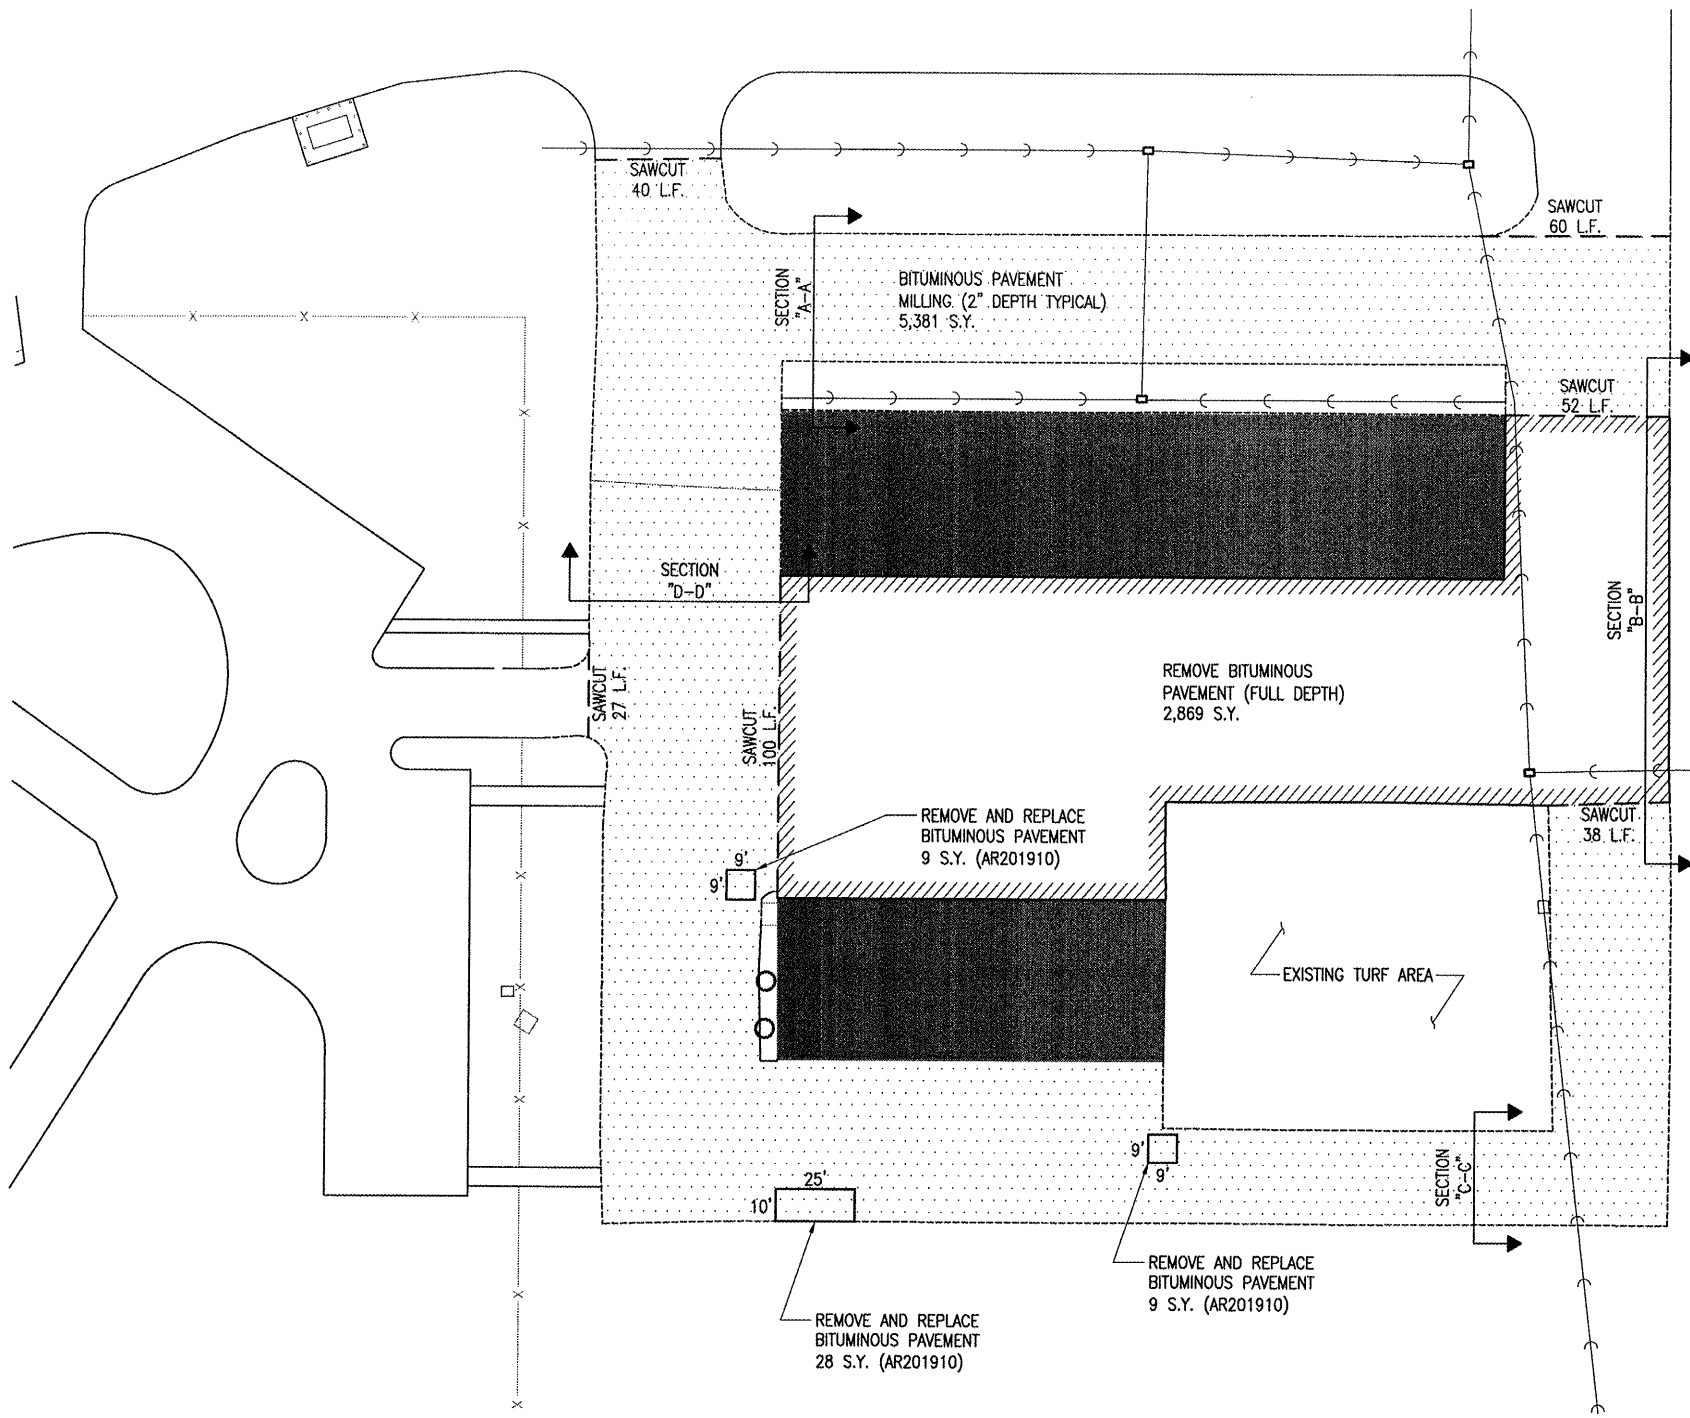 SAWCUT
40 L.F.
SAWCUT
60 L.F.
SECTION
"A-A"
BITUMINOUS PAVEMENT
MILLING (2" DEPTH TYPICAL)
5,381 S.Y.
SAWCUT
52 L.F.
SECTION
"D-D"
SECTION
"B-B"
SAWCUT
27 L.F.
REMOVE BITUMINOUS
PAVEMENT (FULL DEPTH)
2,869 S.Y.
SAWCUT
100 L.F.
REMOVE AND REPLACE
BITUMINOUS PAVEMENT
9 S.Y. (AR201910)
SAWCUT
38 L.F.
9'
9'
EXISTING TURF AREA
9'
9'
SECTION
"C-C"
25'
10'
REMOVE AND REPLACE
BITUMINOUS PAVEMENT
9 S.Y. (AR201910)
REMOVE AND REPLACE
BITUMINOUS PAVEMENT
28 S.Y. (AR201910)